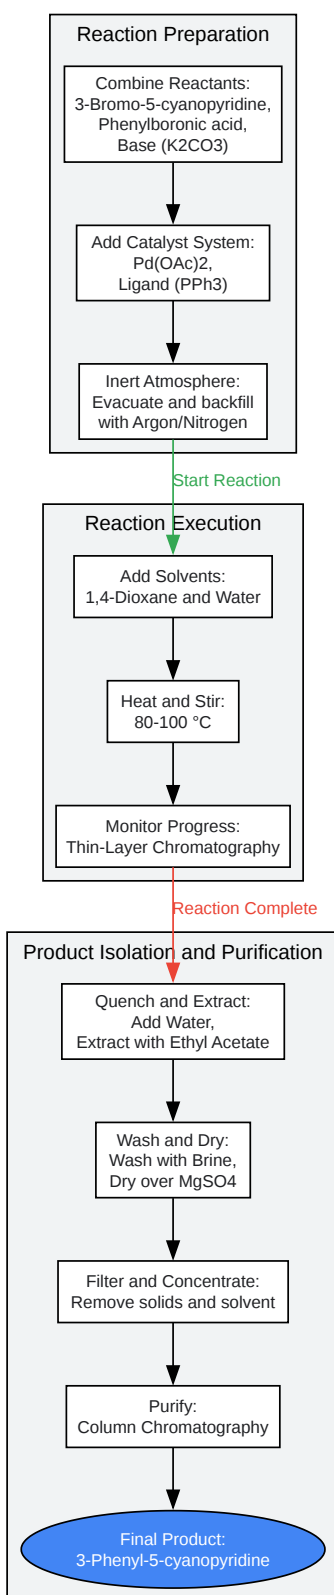 Reaction Preparation
Combine Reactants:
3-Bromo-5-cyanopyridine,
Phenylboronic acid,
Base (K2CO3)
Add Catalyst System:
Pd(OAc)2,
Ligand (PPh3)
Inert Atmosphere:
Evacuate and backfill
with Argon/Nitrogen
Start Reaction
Reaction Execution
Add Solvents:
1,4-Dioxane and Water
Heat and Stir:
80-100 °C
Monitor Progress:
Thin-Layer Chromatography
Reaction Complete
Product Isolation and Purification
Quench and Extract:
Add Water,
Extract with Ethyl Acetate
Wash and Dry:
Wash with Brine,
Dry over MgSO4
Filter and Concentrate:
Remove solids and solvent
Purify:
Column Chromatography
Final Product:
3-Phenyl-5-cyanopyridine